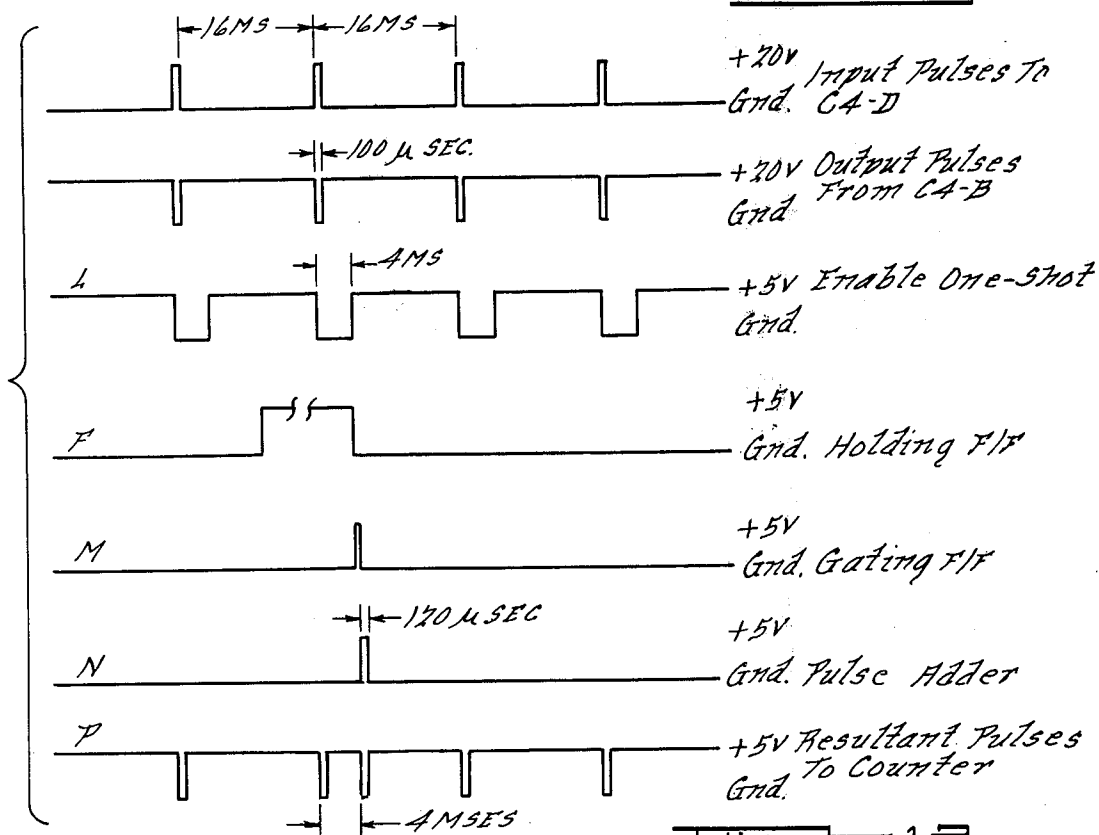 16MS 16MS
+20V Input Pulses To
Gnd. C4-D
100 μ SEC.
+20V Output Pulses
From C4-B
Gnd
4MS
L
+5V Enable One-Shot
Gnd.
+5V
F
Gnd. Holding F/F
+5V
M
Gnd. Gating F/F
120 μ SEC
+5V
N
Gnd. Pulse Adder
P
+5V Resultant Pulses
To Counter
Gnd.
4 MSES